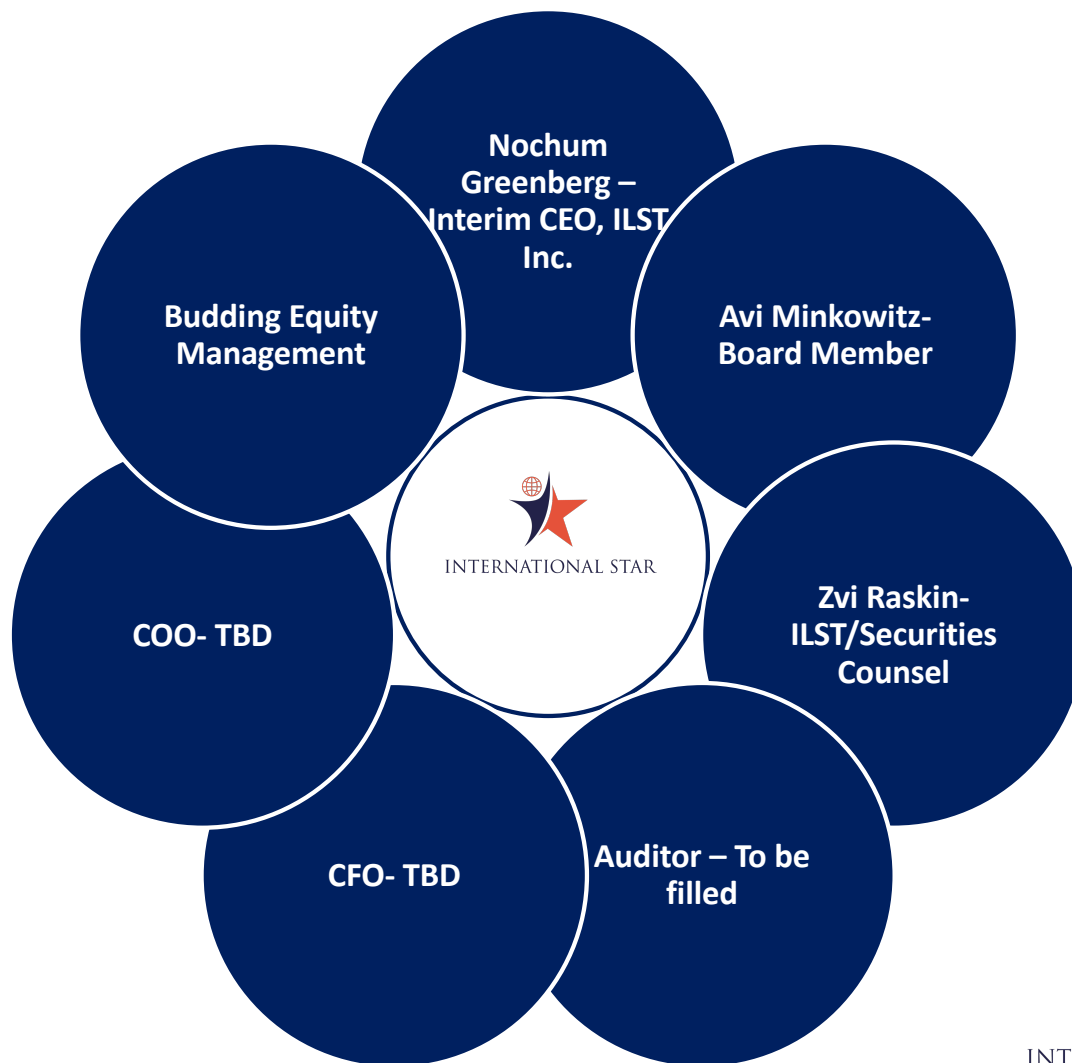 Nochum
Greenberg –
Interim CEO, ILST
Inc.
Avi Minkowitz-
Board Member
Zvi Raskin-
ILST/Securities
Counsel
Auditor – To be
filled
CFO- TBD
COO- TBD
Budding Equity
Management
INTERNATIONAL STAR
INT